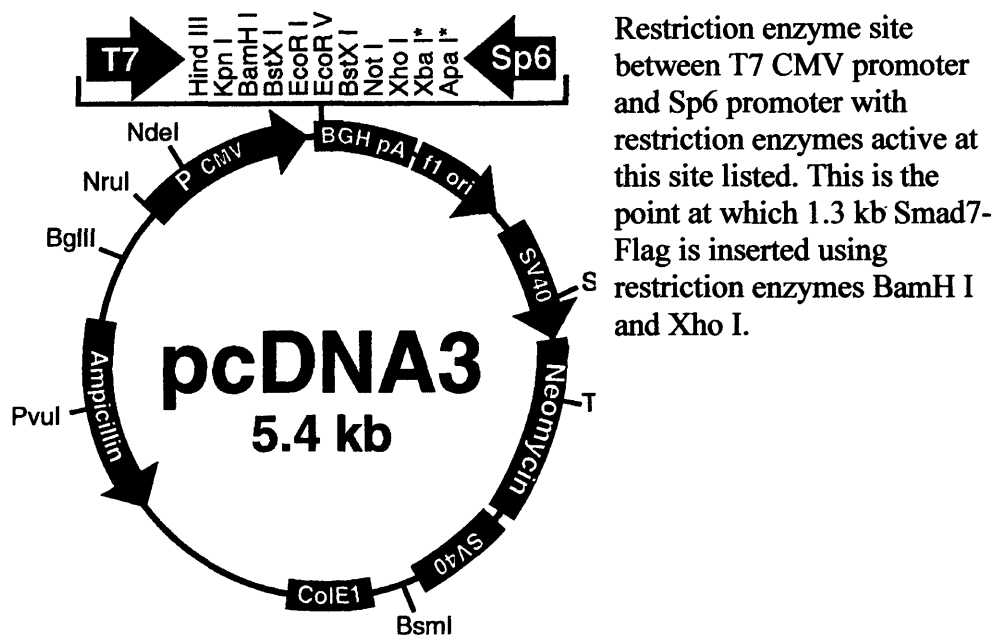 T7
Hind III
Kpn I
BamH I
BstX I
EcoR I
EcoR V
BstX I
Not I
Xho I
Xba I*
Apa I*
Sp6
Restriction enzyme site
between T7 CMV promoter
and Sp6 promoter with
restriction enzymes active at
this site listed. This is the
point at which 1.3 kb Smad7-
Flag is inserted using
restriction enzymes BamH I
and Xho I.
NdeI
NruI
BglII
PvuI
P CMV
BGH pA
f1 ori
SV40
S
Neomycin
T
SV40
BsmI
ColE1
Ampicillin
pcDNA3
5.4 kb